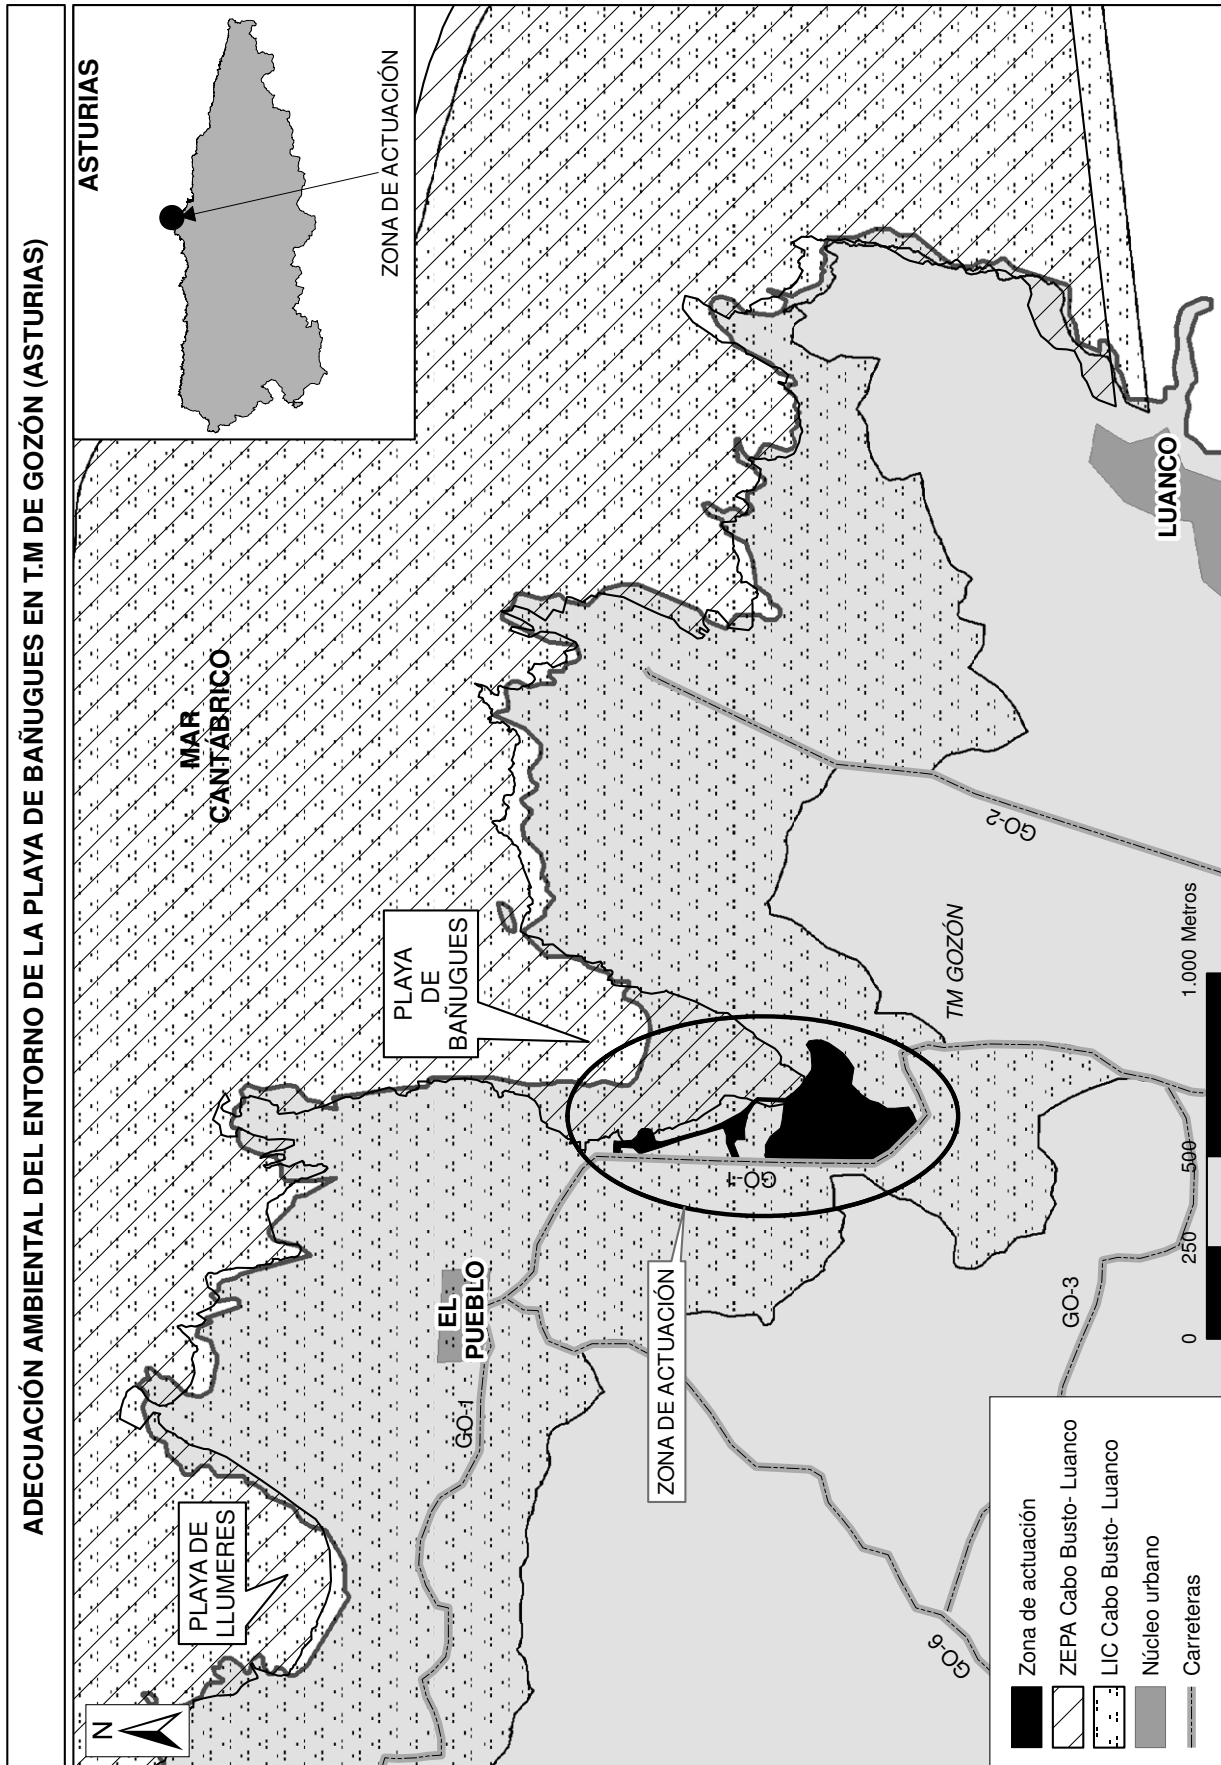 ADECUACIÓN AMBIENTAL DEL ENTORNO DE LA PLAYA DE BAÑUGUES EN T.M DE GOZÓN (ASTURIAS)
N
ASTURIAS
ZONA DE ACTUACIÓN
MAR
CANTÁBRICO
PLAYA DE
LLUMERES
PLAYA
DE
BAÑUGUES
EL
PUEBLO
GO-1
GO-1
ZONA DE ACTUACIÓN
LUANCO
GO-2
TM GOZÓN
GO-3
GO-6
Zona de actuación
ZEPA Cabo Busto- Luanco
LIC Cabo Busto- Luanco
Núcleo urbano
Carreteras
0 250 500 1.000 Metros